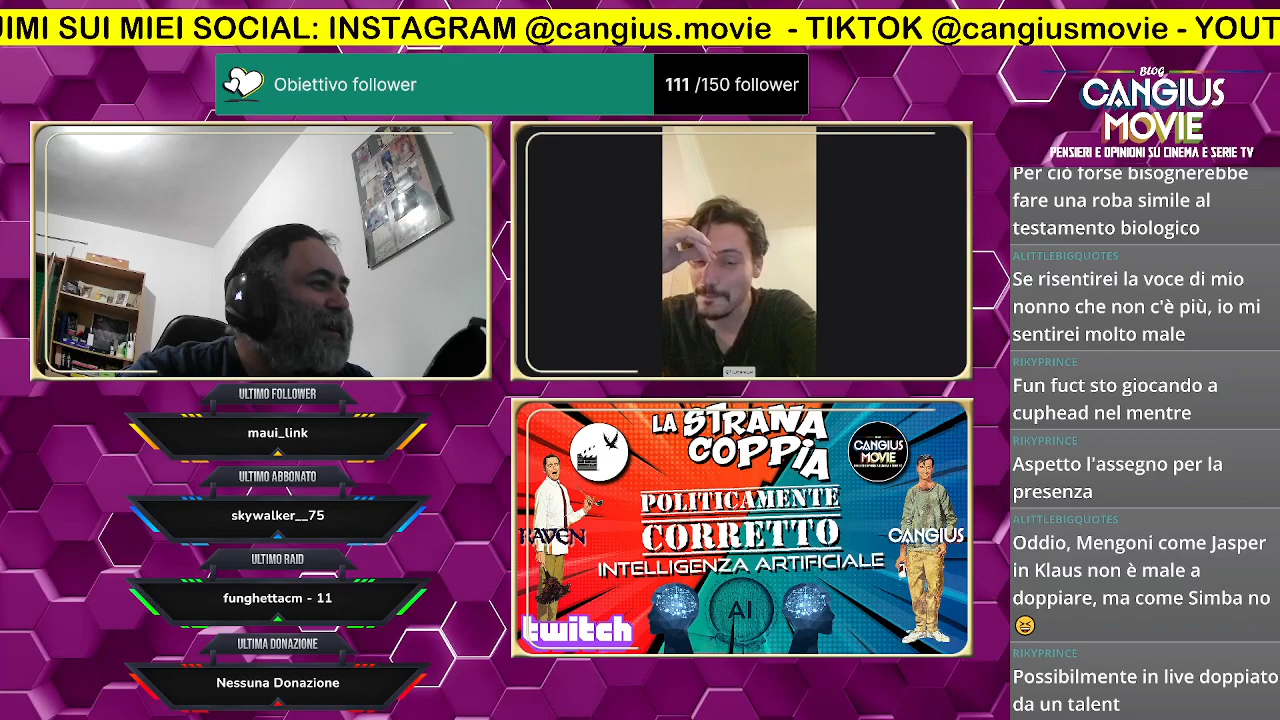 JIMI SUI MIEI SOCIAL: INSTAGRAM @cangius.movie - TIKTOK @cangiusmovie - YOUT
Obiettivo follower
111 /150 follower
BLOG
CANGIUS
MOVIE
PENSIERI E OPINIONI SU CINEMA E SERIE TV
Per ciò forse bisognerebbe
fare una roba simile al
testamento biologico
ALITTLEBIGQUOTES
Se risentirei la voce di mio
nonno che non c'è più, io mi
sentirei molto male
RIKYPRINCE
Fun fuct sto giocando a
cuphead nel mentre
RIKYPRINCE
Aspetto l'assegno per la
presenza
ALITTLEBIGQUOTES
Oddio, Mengoni come Jasper
in Klaus non è male a
doppiare, ma come Simba no
RIKYPRINCE
Possibilmente in live doppiato
da un talent
ULTIMO FOLLOWER
maui_link
ULTIMO ABBONATO
skywalker__75
ULTIMO RAID
funghettacm - 11
ULTIMA DONAZIONE
Nessuna Donazione
LA STRANA
COPPIA
CANGIUS
MOVIE
POLITICAMENTE
CORRETTO
INTELLIGENZA ARTIFICIALE
RAVEN
CANGIUS
AI
twitch